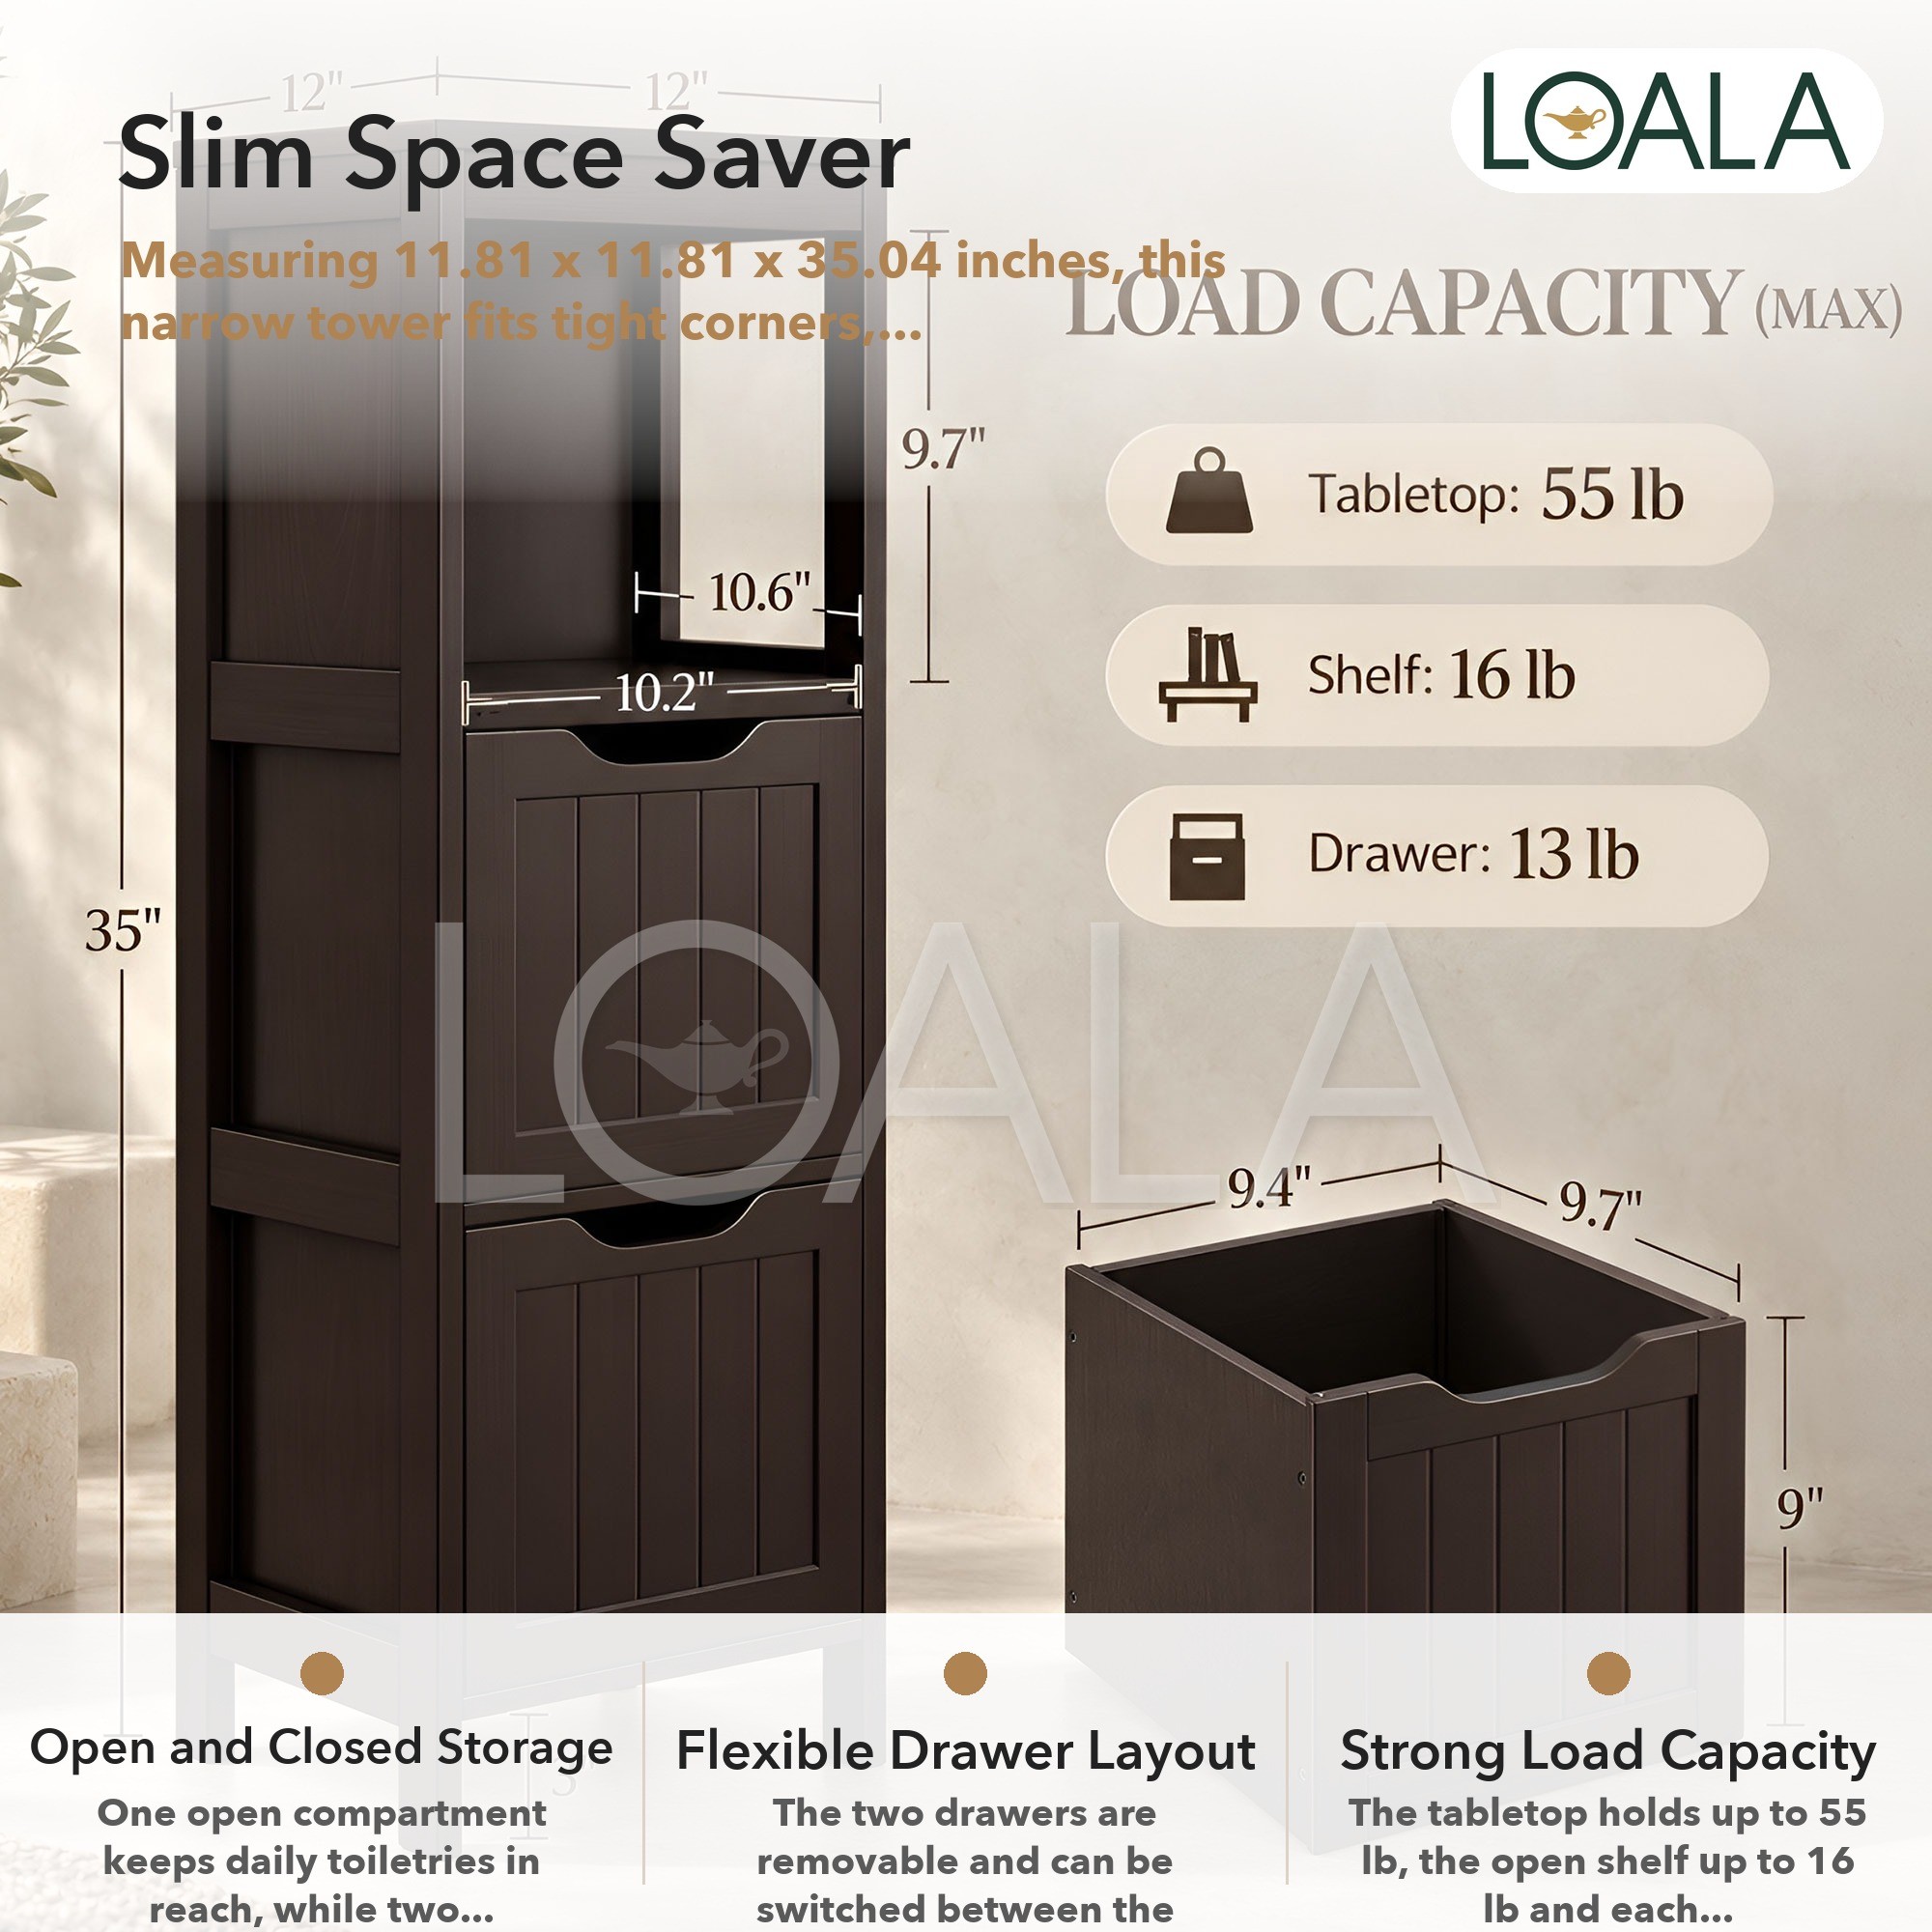 12"
12"
LOALA
Slim Space Saver
Measuring 11.81 x 11.81 x 35.04 inches, this
narrow tower fits tight corners,...
LOAD CAPACITY (MAX)
9.7"
Tabletop: 55 lb
10.6"
Shelf: 16 lb
10.2"
Drawer: 13 lb
35"
LOALA
9.4"
9.7"
9"
Open and Closed Storage
3"
One open compartment
keeps daily toiletries in
reach, while two...
Flexible Drawer Layout
The two drawers are
removable and can be
switched between the
Strong Load Capacity
The tabletop holds up to 55
lb, the open shelf up to 16
lb and each...